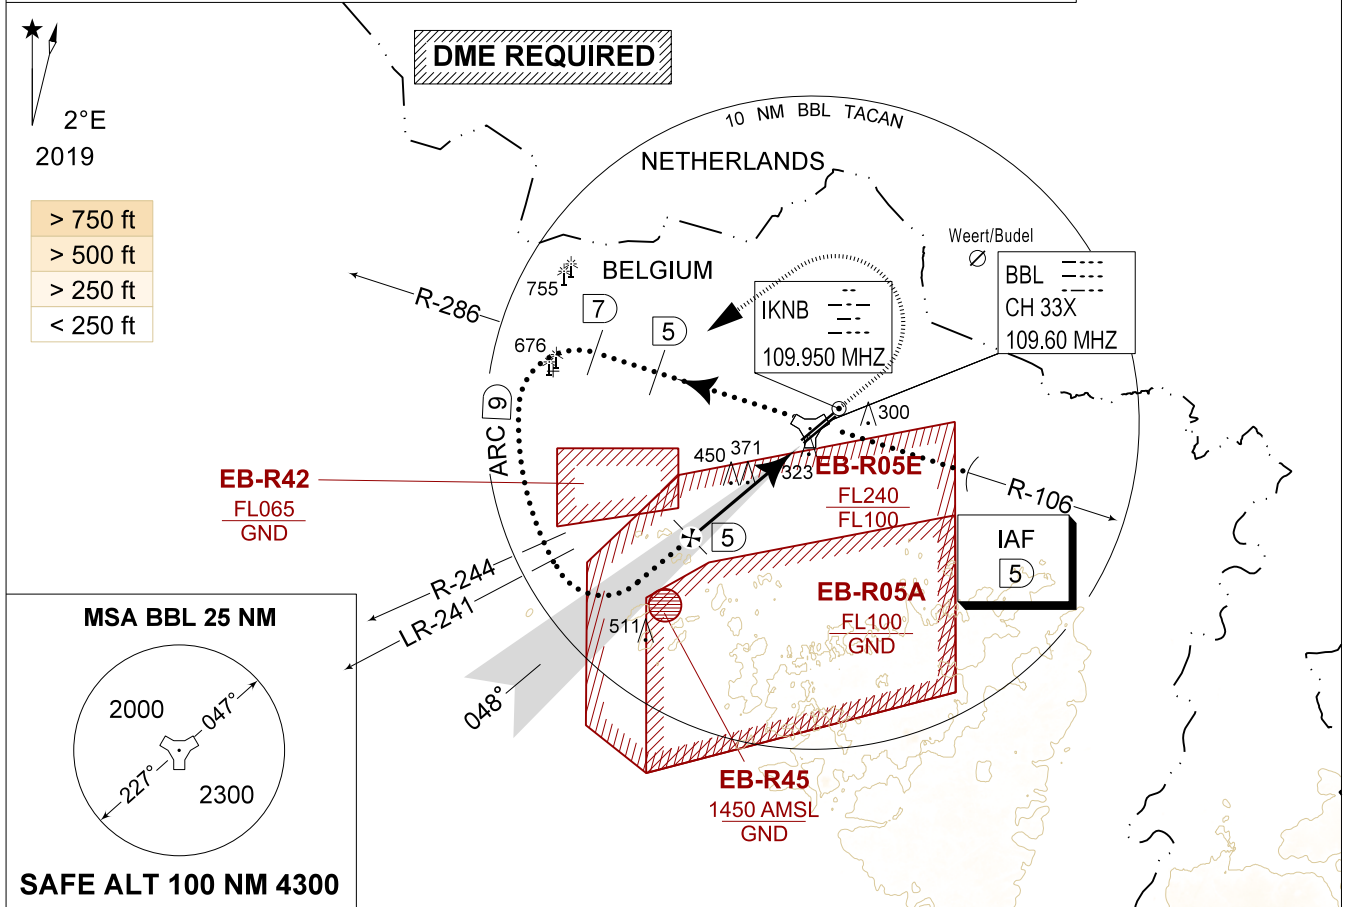 DME REQUIRED
2°E
2019
10 NM BBL TACAN
NETHERLANDS
> 750 ft
> 500 ft
> 250 ft
< 250 ft
Weert/Budel
BELGIUM
755
BBL
CH 33X
109.60 MHZ
R-286
7
5
IKNB
109.950 MHZ
676
ARC 9
300
450
371
323
EB-R05E
FL240
FL100
EB-R42
FL065
GND
R-106
5
IAF
5
R-244
LR-241
EB-R05A
FL100
GND
511
048°
MSA BBL 25 NM
2000
047°
227°
2300
EB-R45
1450 AMSL
GND
SAFE ALT 100 NM 4300